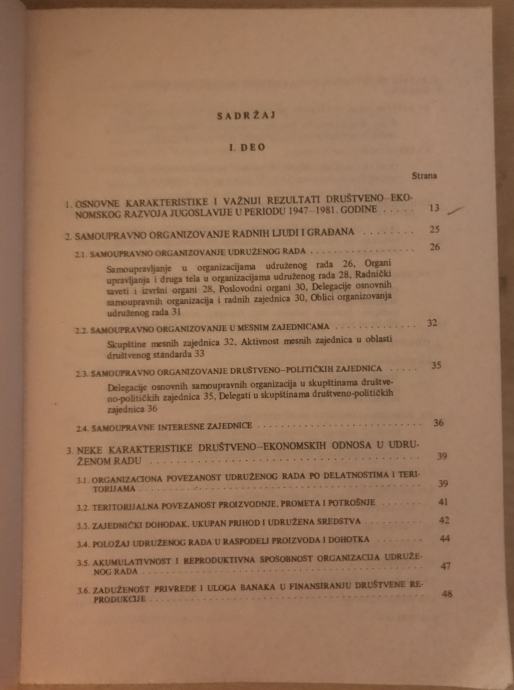 SADRŽAJ
I. DEO
Strana
1. OSNOVNE KARAKTERISTIKE I VAŽNIJI REZULTATI DRUŠTVENO–EKO-
NOMSKOG RAZVOJA JUGOSLAVIJE U PERIODU 1947–1981. GODINE ..... 13
2. SAMOUPRAVNO ORGANIZOVANJE RADNIH LJUDI I GRAĐANA ........ 25
2.1. SAMOUPRAVNO ORGANIZOVANJE UDRUŽENOG RADA ............ 26
Samoupravljanje u organizacijama udruženog rada 26, Organi
upravljanja i druga tela u organizacijama udruženog rada 28, Radnički
saveti i izvršni organi 28, Poslovodni organi 30, Delegacije osnovnih
samoupravnih organizacija i radnih zajednica 30, Oblici organizovanja
udruženog rada 31
2.2. SAMOUPRAVNO ORGANIZOVANJE U MESNIM ZAJEDNICAMA ............ 32
Skupštine mesnih zajednica 32, Aktivnost mesnih zajednica u oblasti
društvenog standarda 33
2.3. SAMOUPRAVNO ORGANIZOVANJE DRUŠTVENO–POLITIČKIH ZAJEDNICA .... 35
Delegacije osnovnih samoupravnih organizacija u skupštinama društve-
no-političkih zajednica 35, Delegati u skupštinama društveno-političkih
zajednica 36
2.4. SAMOUPRAVNE INTERESNE ZAJEDNICE ........................ 36
3. NEKE KARAKTERISTIKE DRUŠTVENO–EKONOMSKIH ODNOSA U UDRU-
ŽENOM RADU ........................................ 39
3.1. ORGANIZACIONA POVEZANOST UDRUŽENOG RADA PO DELATNOSTIMA I TERI-
TORIJAMA ........................................ 39
3.2. TERITORIJALNA POVEZANOST PROIZVODNJE, PROMETA I POTROŠNJE ...... 41
3.3. ZAJEDNIČKI DOHODAK, UKUPAN PRIHOD I UDRUŽENA SREDSTVA ........ 42
3.4. POLOŽAJ UDRUŽENOG RADA U RASPODELI PROIZVODA I DOHOTKA ...... 44
3.5. AKUMULATIVNOST I REPRODUKTIVNA SPOSOBNOST ORGANIZACIJA UDRUŽE-
NOG RADA ........................................ 47
3.6. ZADUŽENOST PRIVREDE I ULOGA BANAKA U FINANSIRANJU DRUŠTVENE RE-
PRODUKCIJE ........................................ 48